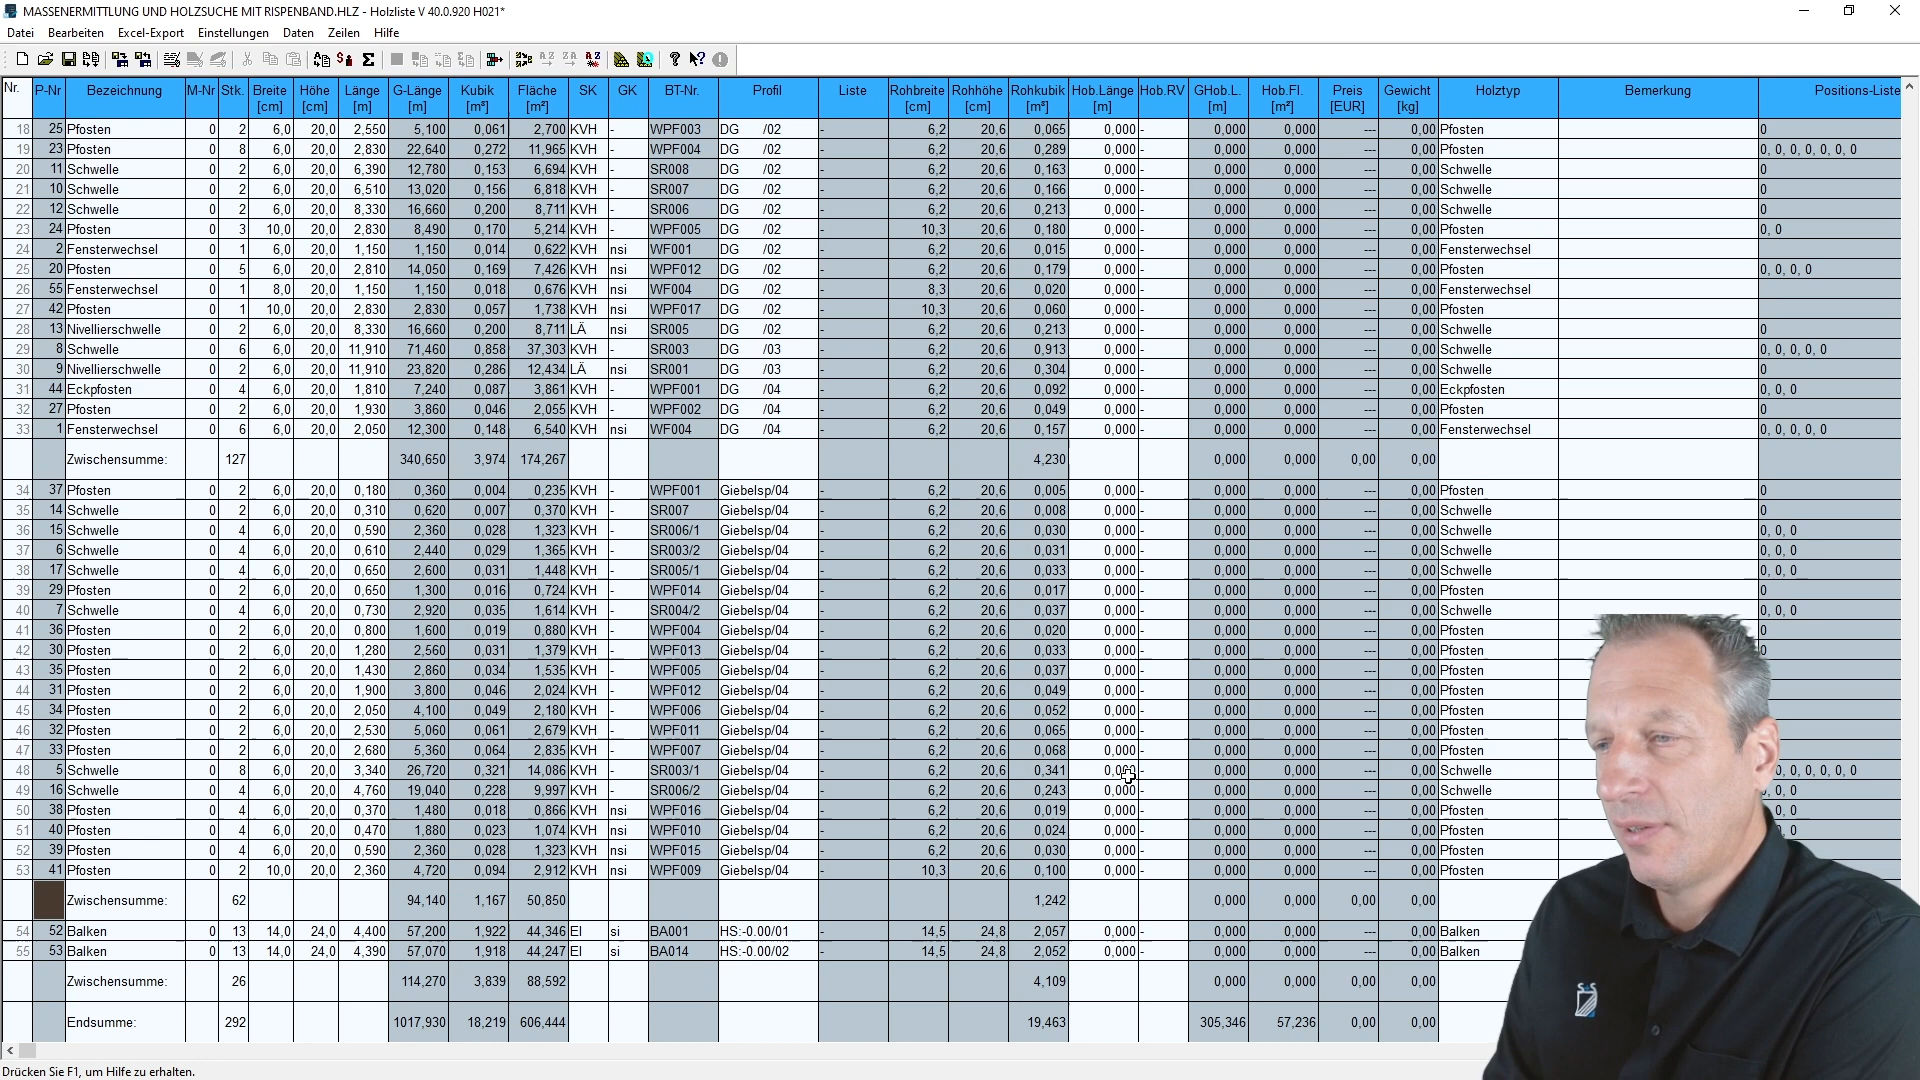 MASSENERMITTLUNG UND HOLZSUCHE MIT RISPENBAND.HLZ - Holzliste V 40.0.920 H021*
Datei Bearbeiten Excel-Export Einstellungen Daten Zeilen Hilfe
Nr. P-Nr Bezeichnung M-Nr Stk. Breite [cm] Höhe [cm] Länge [m] G-Länge [m] Kubik [m³] Fläche [m²] SK GK BT-Nr. Profil Liste Rohbreite [cm] Rohhöhe [cm] Rohkubik [m³] Hob.Länge [m] Hob.RV GHob.L. [m] Hob.Fl. [m²] Preis [EUR] Gewicht [kg] Holztyp Bemerkung Positions-Liste
18 25 Pfosten 0 2 6,0 20,0 2,550 5,100 0,061 2,700 KVH - WPF003 DG /02 - 6,2 20,6 0,065 0,000 - 0,000 0,000 --- 0,00 Pfosten 0
19 23 Pfosten 0 8 6,0 20,0 2,830 22,640 0,272 11,965 KVH - WPF004 DG /02 - 6,2 20,6 0,289 0,000 - 0,000 0,000 --- 0,00 Pfosten 0, 0, 0, 0, 0, 0, 0
20 11 Schwelle 0 2 6,0 20,0 6,390 12,780 0,153 6,694 KVH - SR008 DG /02 - 6,2 20,6 0,163 0,000 - 0,000 0,000 --- 0,00 Schwelle 0
21 10 Schwelle 0 2 6,0 20,0 6,510 13,020 0,156 6,818 KVH - SR007 DG /02 - 6,2 20,6 0,166 0,000 - 0,000 0,000 --- 0,00 Schwelle 0
22 12 Schwelle 0 2 6,0 20,0 8,330 16,660 0,200 8,711 KVH - SR006 DG /02 - 6,2 20,6 0,213 0,000 - 0,000 0,000 --- 0,00 Schwelle 0
23 24 Pfosten 0 3 10,0 20,0 2,830 8,490 0,170 5,214 KVH - WPF005 DG /02 - 10,3 20,6 0,180 0,000 - 0,000 0,000 --- 0,00 Pfosten 0, 0
24 2 Fensterwechsel 0 1 6,0 20,0 1,150 1,150 0,014 0,622 KVH nsi WF001 DG /02 - 6,2 20,6 0,015 0,000 - 0,000 0,000 --- 0,00 Fensterwechsel
25 20 Pfosten 0 5 6,0 20,0 2,810 14,050 0,169 7,426 KVH nsi WPF012 DG /02 - 6,2 20,6 0,179 0,000 - 0,000 0,000 --- 0,00 Pfosten 0, 0, 0, 0
26 55 Fensterwechsel 0 1 8,0 20,0 1,150 1,150 0,018 0,676 KVH nsi WF004 DG /02 - 8,3 20,6 0,020 0,000 - 0,000 0,000 --- 0,00 Fensterwechsel
27 42 Pfosten 0 1 10,0 20,0 2,830 2,830 0,057 1,738 KVH nsi WPF017 DG /02 - 10,3 20,6 0,060 0,000 - 0,000 0,000 --- 0,00 Pfosten
28 13 Nivellierschwelle 0 2 6,0 20,0 8,330 16,660 0,200 8,711 LÄ nsi SR005 DG /02 - 6,2 20,6 0,213 0,000 - 0,000 0,000 --- 0,00 Schwelle 0
29 8 Schwelle 0 6 6,0 20,0 11,910 71,460 0,858 37,303 KVH - SR003 DG /03 - 6,2 20,6 0,913 0,000 - 0,000 0,000 --- 0,00 Schwelle 0, 0, 0, 0, 0
30 9 Nivellierschwelle 0 2 6,0 20,0 11,910 23,820 0,286 12,434 LÄ nsi SR001 DG /03 - 6,2 20,6 0,304 0,000 - 0,000 0,000 --- 0,00 Schwelle 0
31 44 Eckpfosten 0 4 6,0 20,0 1,810 7,240 0,087 3,861 KVH - WPF001 DG /04 - 6,2 20,6 0,092 0,000 - 0,000 0,000 --- 0,00 Eckpfosten 0, 0, 0
32 27 Pfosten 0 2 6,0 20,0 1,930 3,860 0,046 2,055 KVH - WPF002 DG /04 - 6,2 20,6 0,049 0,000 - 0,000 0,000 --- 0,00 Pfosten 0
33 1 Fensterwechsel 0 6 6,0 20,0 2,050 12,300 0,148 6,540 KVH nsi WF004 DG /04 - 6,2 20,6 0,157 0,000 - 0,000 0,000 --- 0,00 Fensterwechsel 0, 0, 0, 0, 0
Zwischensumme: 127 340,650 3,974 174,267 4,230 0,000 0,000 0,00 0,00
34 37 Pfosten 0 2 6,0 20,0 0,180 0,360 0,004 0,235 KVH - WPF001 Giebelsp/04 - 6,2 20,6 0,005 0,000 - 0,000 0,000 --- 0,00 Pfosten 0
35 14 Schwelle 0 2 6,0 20,0 0,310 0,620 0,007 0,370 KVH - SR007 Giebelsp/04 - 6,2 20,6 0,008 0,000 - 0,000 0,000 --- 0,00 Schwelle 0
36 15 Schwelle 0 4 6,0 20,0 0,590 2,360 0,028 1,323 KVH - SR006/1 Giebelsp/04 - 6,2 20,6 0,030 0,000 - 0,000 0,000 --- 0,00 Schwelle 0, 0, 0
37 6 Schwelle 0 4 6,0 20,0 0,610 2,440 0,029 1,365 KVH - SR003/2 Giebelsp/04 - 6,2 20,6 0,031 0,000 - 0,000 0,000 --- 0,00 Schwelle 0, 0, 0
38 17 Schwelle 0 4 6,0 20,0 0,650 2,600 0,031 1,448 KVH - SR005/1 Giebelsp/04 - 6,2 20,6 0,033 0,000 - 0,000 0,000 --- 0,00 Schwelle 0, 0, 0
39 29 Pfosten 0 2 6,0 20,0 0,650 1,300 0,016 0,724 KVH - WPF014 Giebelsp/04 - 6,2 20,6 0,017 0,000 - 0,000 0,000 --- 0,00 Pfosten 0
40 7 Schwelle 0 4 6,0 20,0 0,730 2,920 0,035 1,614 KVH - SR004/2 Giebelsp/04 - 6,2 20,6 0,037 0,000 - 0,000 0,000 --- 0,00 Schwelle 0, 0, 0
41 36 Pfosten 0 2 6,0 20,0 0,800 1,600 0,019 0,880 KVH - WPF004 Giebelsp/04 - 6,2 20,6 0,020 0,000 - 0,000 0,000 --- 0,00 Pfosten 0
42 30 Pfosten 0 2 6,0 20,0 1,280 2,560 0,031 1,379 KVH - WPF013 Giebelsp/04 - 6,2 20,6 0,033 0,000 - 0,000 0,000 --- 0,00 Pfosten 0
43 35 Pfosten 0 2 6,0 20,0 1,430 2,860 0,034 1,535 KVH - WPF005 Giebelsp/04 - 6,2 20,6 0,037 0,000 - 0,000 0,000 --- 0,00 Pfosten
44 31 Pfosten 0 2 6,0 20,0 1,900 3,800 0,046 2,024 KVH - WPF012 Giebelsp/04 - 6,2 20,6 0,049 0,000 - 0,000 0,000 --- 0,00 Pfosten
45 34 Pfosten 0 2 6,0 20,0 2,050 4,100 0,049 2,180 KVH - WPF006 Giebelsp/04 - 6,2 20,6 0,052 0,000 - 0,000 0,000 --- 0,00 Pfosten
46 32 Pfosten 0 2 6,0 20,0 2,530 5,060 0,061 2,679 KVH - WPF011 Giebelsp/04 - 6,2 20,6 0,065 0,000 - 0,000 0,000 --- 0,00 Pfosten
47 33 Pfosten 0 2 6,0 20,0 2,680 5,360 0,064 2,835 KVH - WPF007 Giebelsp/04 - 6,2 20,6 0,068 0,000 - 0,000 0,000 --- 0,00 Pfosten
48 5 Schwelle 0 8 6,0 20,0 3,340 26,720 0,321 14,086 KVH - SR003/1 Giebelsp/04 - 6,2 20,6 0,341 - 0,000 0,000 --- 0,00 Schwelle 0, 0, 0, 0, 0, 0
49 16 Schwelle 0 4 6,0 20,0 4,760 19,040 0,228 9,997 KVH - SR006/2 Giebelsp/04 - 6,2 20,6 0,243 0,000 - 0,000 0,000 --- 0,00 Schwelle 0, 0
50 38 Pfosten 0 4 6,0 20,0 0,370 1,480 0,018 0,866 KVH nsi WPF016 Giebelsp/04 - 6,2 20,6 0,019 0,000 - 0,000 0,000 --- 0,00 Pfosten 0, 0
51 40 Pfosten 0 4 6,0 20,0 0,470 1,880 0,023 1,074 KVH nsi WPF010 Giebelsp/04 - 6,2 20,6 0,024 0,000 - 0,000 0,000 --- 0,00 Pfosten 0
52 39 Pfosten 0 4 6,0 20,0 0,590 2,360 0,028 1,323 KVH nsi WPF015 Giebelsp/04 - 6,2 20,6 0,030 0,000 - 0,000 0,000 --- 0,00 Pfosten
53 41 Pfosten 0 2 10,0 20,0 2,360 4,720 0,094 2,912 KVH nsi WPF009 Giebelsp/04 - 10,3 20,6 0,100 0,000 - 0,000 0,000 --- 0,00 Pfosten
Zwischensumme: 62 94,140 1,167 50,850 1,242 0,000 0,000 0,00 0,00
54 52 Balken 0 13 14,0 24,0 4,400 57,200 1,922 44,346 EI si BA001 HS:-0.00/01 - 14,5 24,8 2,057 0,000 - 0,000 0,000 --- 0,00 Balken
55 53 Balken 0 13 14,0 24,0 4,390 57,070 1,918 44,247 EI si BA014 HS:-0.00/02 - 14,5 24,8 2,052 0,000 - 0,000 0,000 --- 0,00 Balken
Zwischensumme: 26 114,270 3,839 88,592 4,109 0,000 0,000 0,00 0,00
Endsumme: 292 1017,930 18,219 606,444 19,463 305,346 57,236 0,00 0,00
Drücken Sie F1, um Hilfe zu erhalten.